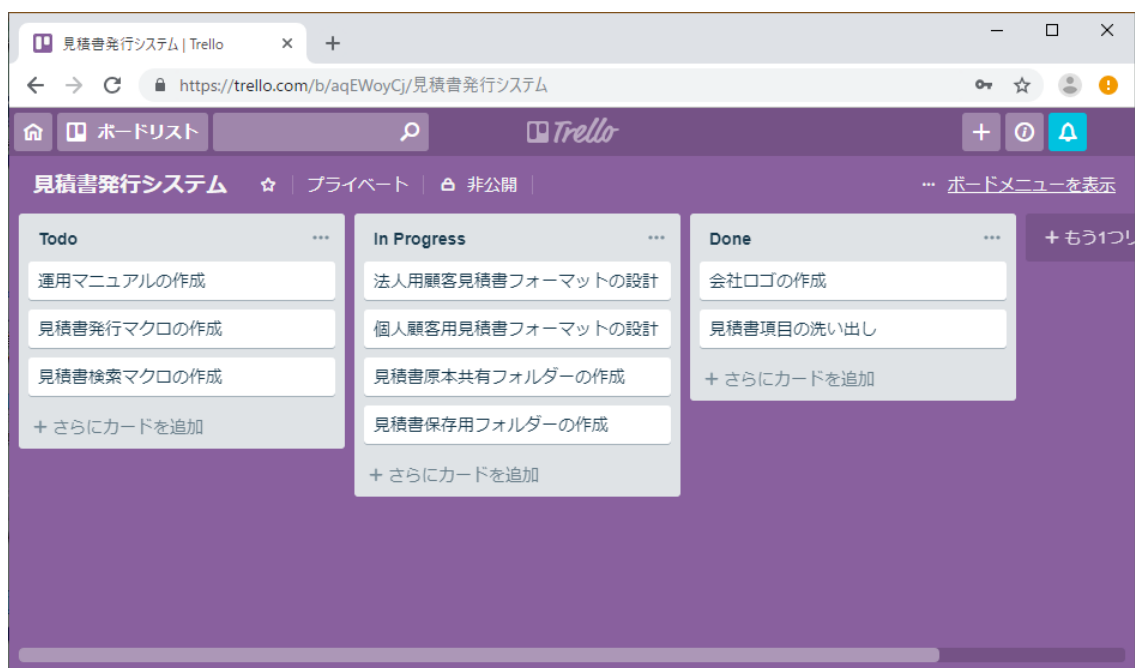 見積書発行システム | Trello
https://trello.com/b/aqEWoyCj/見積書発行システム
ボードリスト
Trello
見積書発行システム プライベート 非公開 ボードメニューを表示
Todo
運用マニュアルの作成
見積書発行マクロの作成
見積書検索マクロの作成
+ さらにカードを追加
In Progress
法人用顧客見積書フォーマットの設計
個人顧客用見積書フォーマットの設計
見積書原本共有フォルダーの作成
見積書保存用フォルダーの作成
+ さらにカードを追加
Done
会社ロゴの作成
見積書項目の洗い出し
+ さらにカードを追加
+ もう1つ